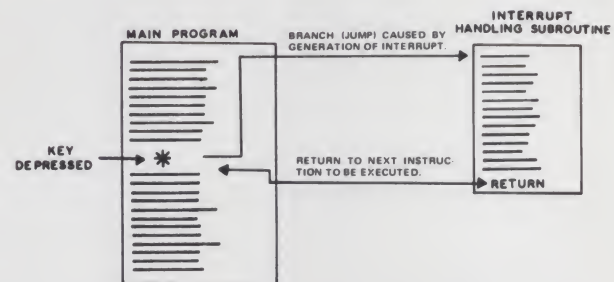 MAIN PROGRAM
BRANCH (JUMP) CAUSED BY
GENERATION OF INTERRUPT.
INTERRUPT
HANDLING SUBROUTINE
KEY
DEPRESSED
*
RETURN TO NEXT INSTRUC-
TION TO BE EXECUTED.
RETURN